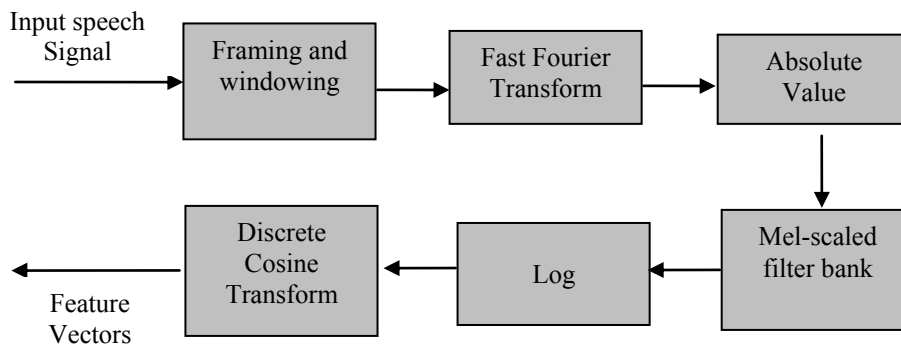 Input speech
Signal
Framing and
windowing
Fast Fourier
Transform
Absolute
Value
Mel-scaled
filter bank
Log
Discrete
Cosine
Transform
Feature
Vectors